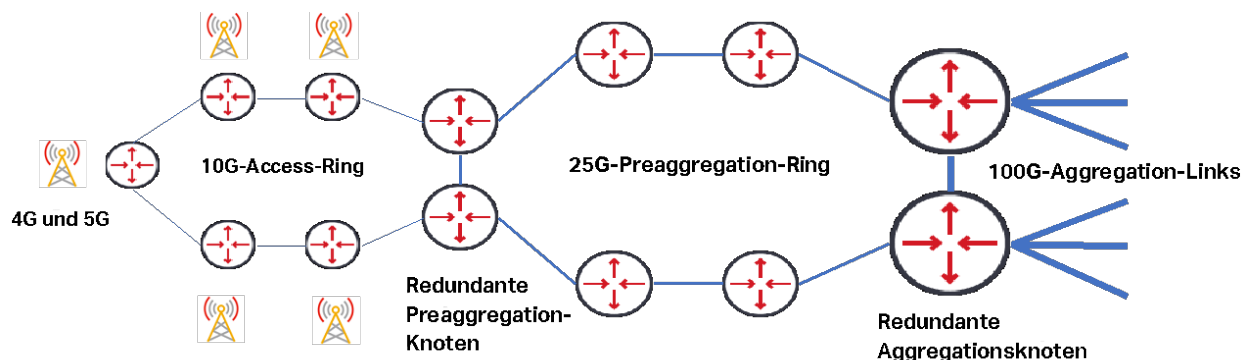 10G-Access-Ring
25G-Preaggregation-Ring
100G-Aggregation-Links
4G und 5G
Redundante
Preaggregation-
Knoten
Redundante
Aggregationsknoten